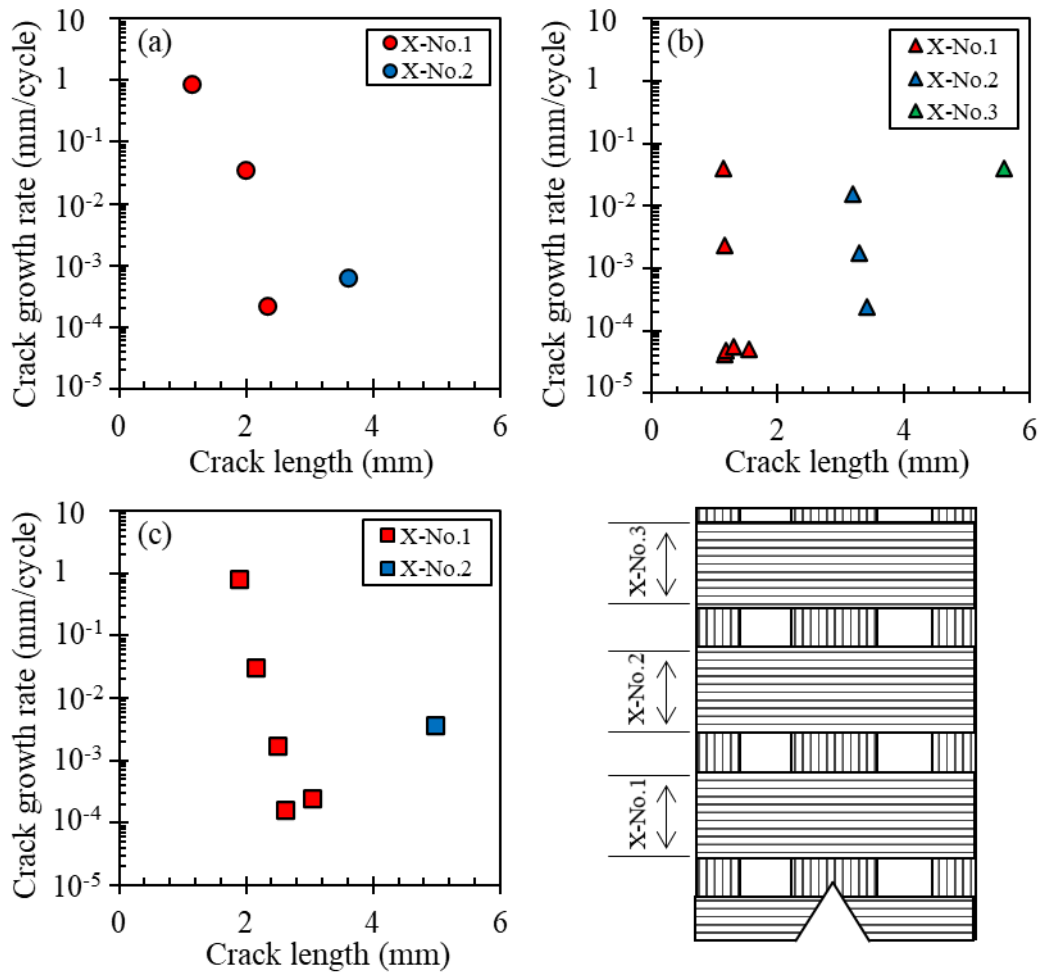 (a)
X-No.1
X-No.2
10
1
10⁻¹
10⁻²
10⁻³
10⁻⁴
10⁻⁵
0 2 4 6
Crack growth rate (mm/cycle)
Crack length (mm)
(b)
X-No.1
X-No.2
X-No.3
10
1
10⁻¹
10⁻²
10⁻³
10⁻⁴
10⁻⁵
0 2 4 6
Crack growth rate (mm/cycle)
Crack length (mm)
(c)
X-No.1
X-No.2
10
1
10⁻¹
10⁻²
10⁻³
10⁻⁴
10⁻⁵
0 2 4 6
Crack growth rate (mm/cycle)
Crack length (mm)
X-No.3
X-No.2
X-No.1